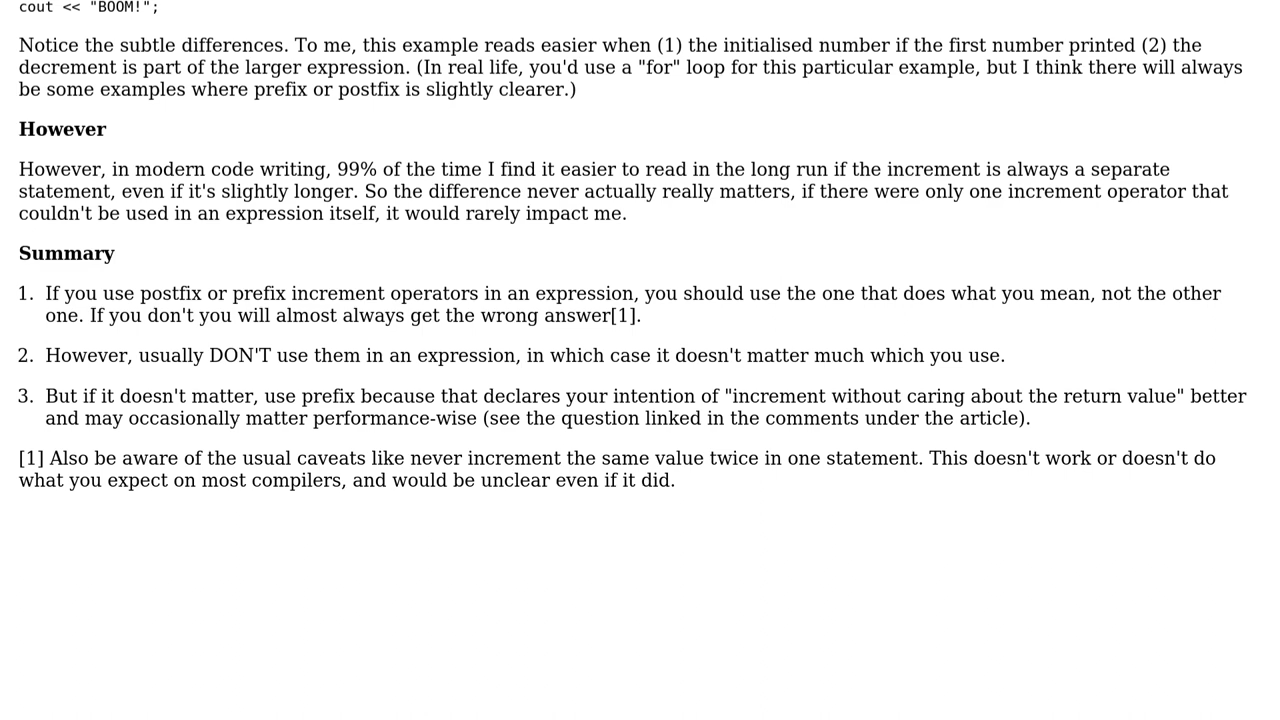 cout << "BOOM!";
Notice the subtle differences. To me, this example reads easier when (1) the initialised number if the first number printed (2) the
decrement is part of the larger expression. (In real life, you'd use a "for" loop for this particular example, but I think there will always
be some examples where prefix or postfix is slightly clearer.)
However
However, in modern code writing, 99% of the time I find it easier to read in the long run if the increment is always a separate
statement, even if it's slightly longer. So the difference never actually really matters, if there were only one increment operator that
couldn't be used in an expression itself, it would rarely impact me.
Summary
1. If you use postfix or prefix increment operators in an expression, you should use the one that does what you mean, not the other
one. If you don't you will almost always get the wrong answer[1].
2. However, usually DON'T use them in an expression, in which case it doesn't matter much which you use.
3. But if it doesn't matter, use prefix because that declares your intention of "increment without caring about the return value" better
and may occasionally matter performance-wise (see the question linked in the comments under the article).
[1] Also be aware of the usual caveats like never increment the same value twice in one statement. This doesn't work or doesn't do
what you expect on most compilers, and would be unclear even if it did.